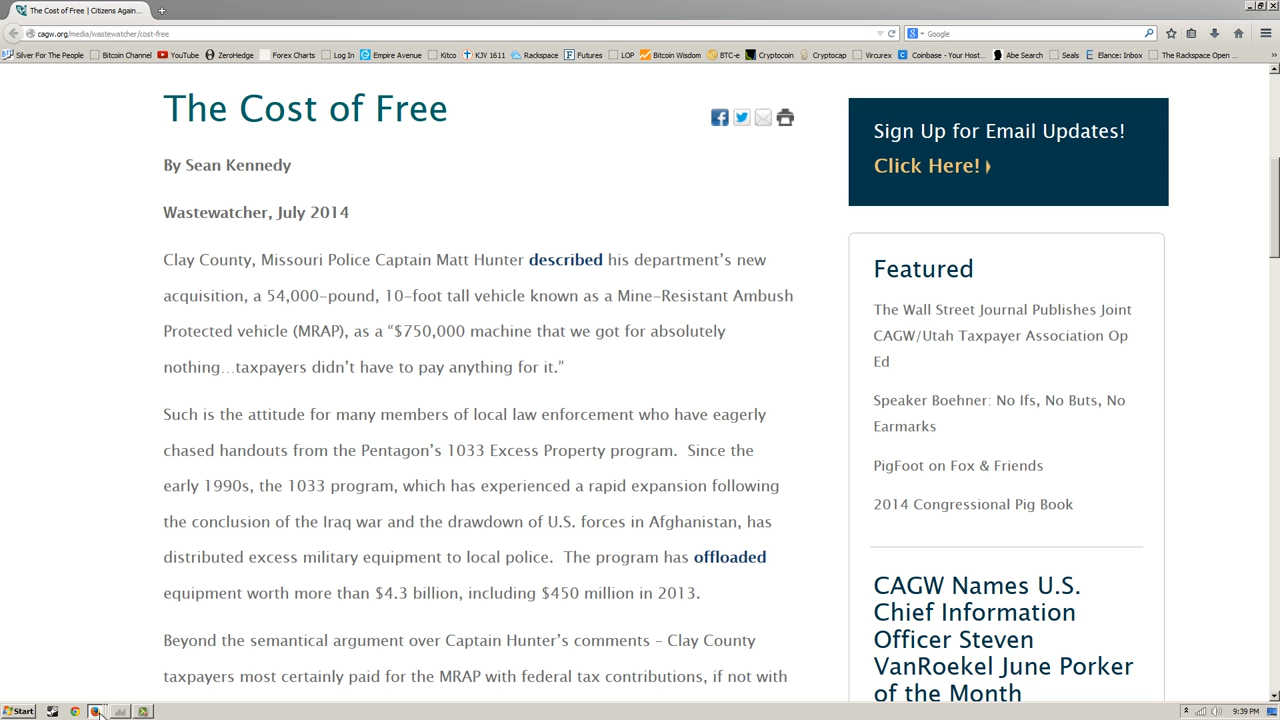 The Cost of Free | Citizens Again...
cagw.org/media/wastewatcher/cost-free
Google
Silver For The People
Bitcoin Channel
YouTube
ZeroHedge
Forex Charts
Log In
Empire Avenue
Kitco
KJV 1611
Rackspace
Futures
LOP
Bitcoin Wisdom
BTC-e
Cryptocoin
Cryptocap
Vircurex
Coinbase - Your Host...
Abe Search
Seals
Elance: Inbox
The Rackspace Open ...
The Cost of Free
By Sean Kennedy
Wastewatcher, July 2014
Clay County, Missouri Police Captain Matt Hunter described his department’s new
acquisition, a 54,000-pound, 10-foot tall vehicle known as a Mine-Resistant Ambush
Protected vehicle (MRAP), as a “$750,000 machine that we got for absolutely
nothing…taxpayers didn’t have to pay anything for it.”
Such is the attitude for many members of local law enforcement who have eagerly
chased handouts from the Pentagon’s 1033 Excess Property program.  Since the
early 1990s, the 1033 program, which has experienced a rapid expansion following
the conclusion of the Iraq war and the drawdown of U.S. forces in Afghanistan, has
distributed excess military equipment to local police.  The program has offloaded
equipment worth more than $4.3 billion, including $450 million in 2013.
Beyond the semantical argument over Captain Hunter’s comments – Clay County
taxpayers most certainly paid for the MRAP with federal tax contributions, if not with
Sign Up for Email Updates!
Click Here!
Featured
The Wall Street Journal Publishes Joint
CAGW/Utah Taxpayer Association Op
Ed
Speaker Boehner: No Ifs, No Buts, No
Earmarks
PigFoot on Fox & Friends
2014 Congressional Pig Book
CAGW Names U.S.
Chief Information
Officer Steven
VanRoekel June Porker
of the Month
Start
9:39 PM